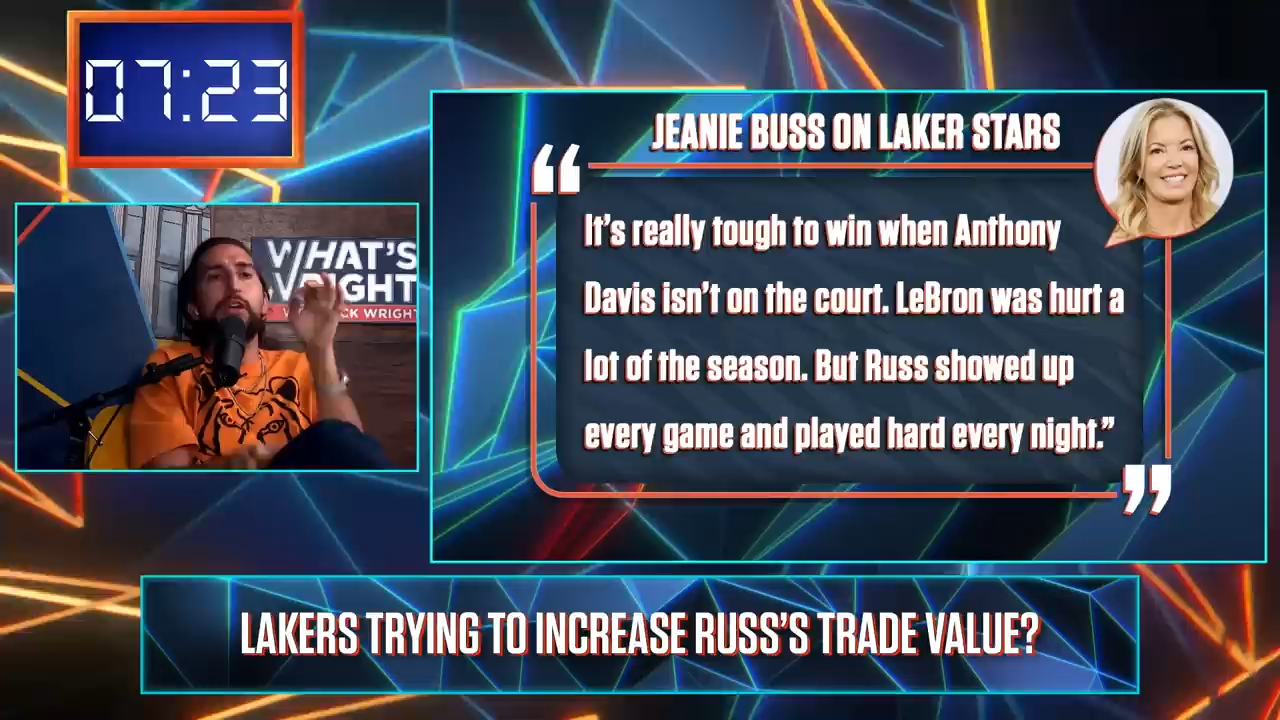 07:23
JEANIE BUSS ON LAKER STARS
“
It’s really tough to win when Anthony
Davis isn’t on the court. LeBron was hurt a
lot of the season. But Russ showed up
every game and played hard every night.”
”
WHAT'S
WRIGHT
CK WRIGHT
LAKERS TRYING TO INCREASE RUSS'S TRADE VALUE?